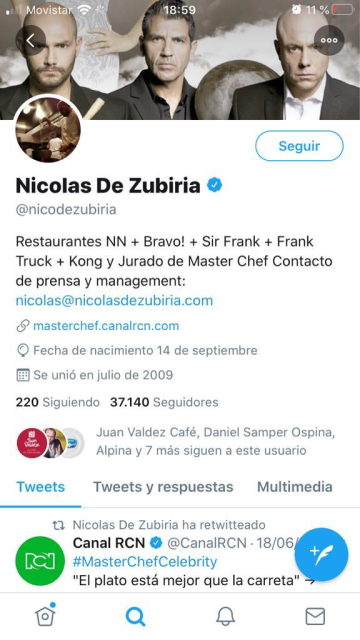 Movistar 18:59 11 %
Seguir
Nicolas De Zubiria
@nicodezubiria
Restaurantes NN + Bravo! + Sir Frank + Frank
Truck + Kong y Jurado de Master Chef Contacto
de prensa y management:
nicolas@nicolasdezubiria.com
masterchef.canalrcn.com
Fecha de nacimiento 14 de septiembre
Se unió en julio de 2009
220 Siguiendo 37.140 Seguidores
Juan Valdez Café, Daniel Samper Ospina,
Alpina y 7 más siguen a este usuario
Tweets Tweets y respuestas Multimedia
Nicolas De Zubiria ha retwitteado
Canal RCN @CanalRCN · 18/06/
#MasterChefCelebrity
"El plato está mejor que la carreta" →